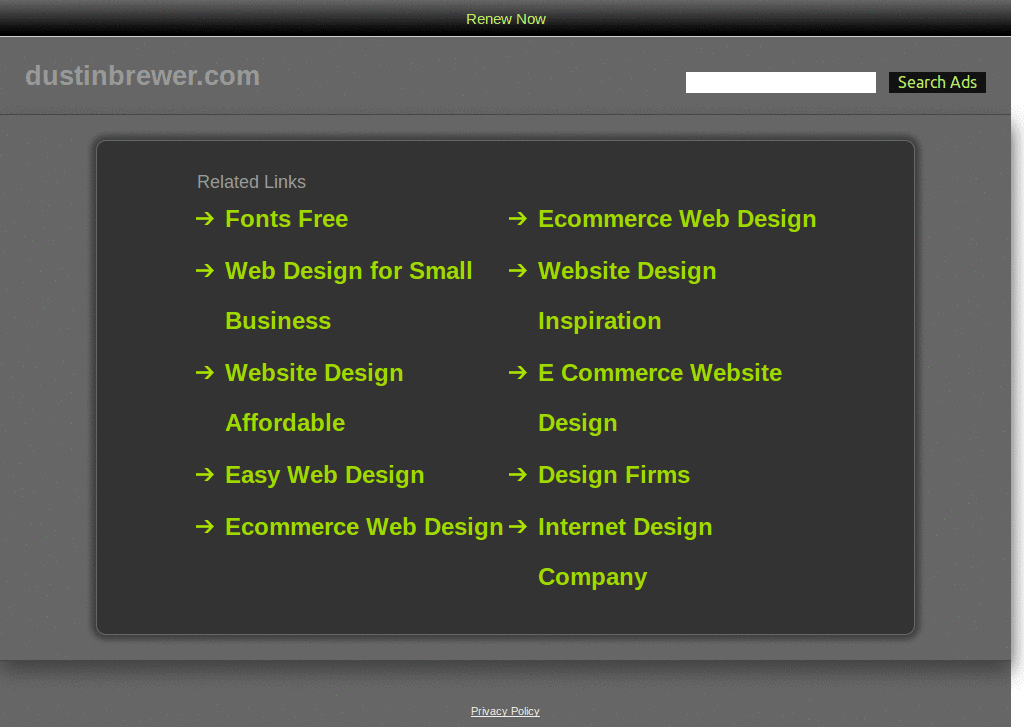 Renew Now
dustinbrewer.com
Search Ads
Related Links
Fonts Free
Web Design for Small
Business
Website Design
Affordable
Easy Web Design
Ecommerce Web Design
Ecommerce Web Design
Website Design
Inspiration
E Commerce Website
Design
Design Firms
Internet Design
Company
Privacy Policy